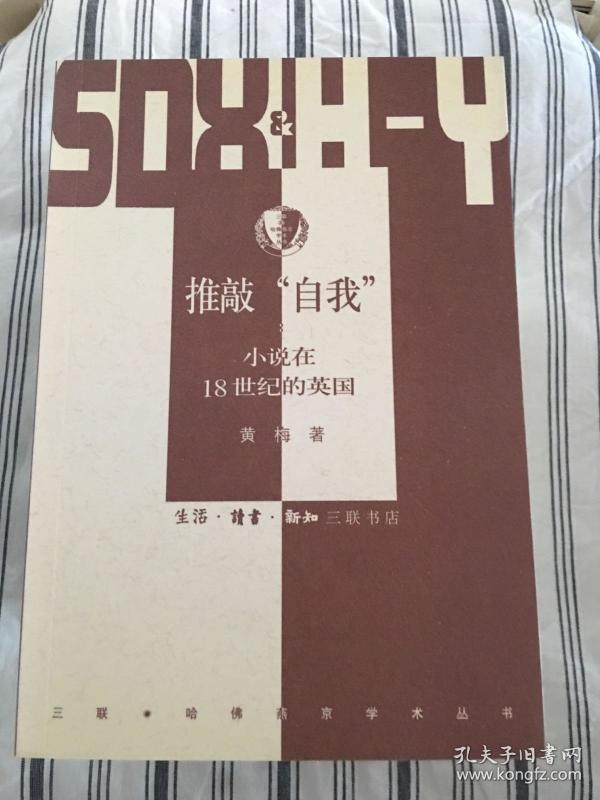 SDX&H-Y
推敲“自我”
:
小说在
18世纪的英国
黄梅 著
生活·讀書·新知三联书店
三联·哈佛燕京学术丛书
孔夫子旧书网
www.kongfz.com